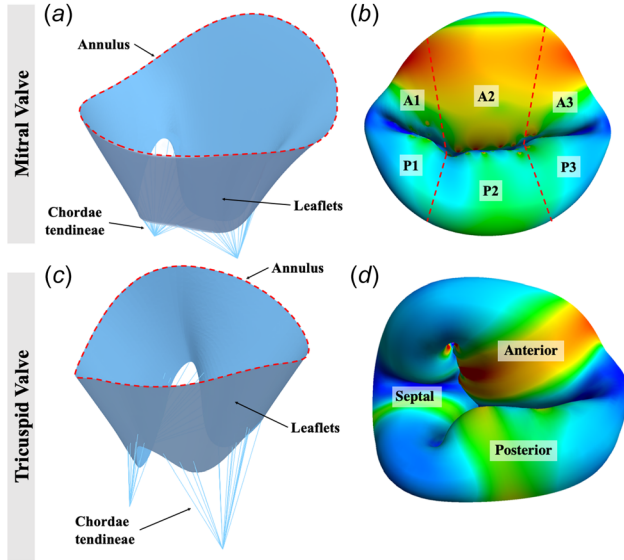 Mitral Valve
(a)
Annulus
Leaflets
Chordae
tendineae
(b)
A1
A2
A3
P1
P2
P3
Tricuspid Valve
(c)
Annulus
Leaflets
Chordae
tendineae
(d)
Anterior
Septal
Posterior